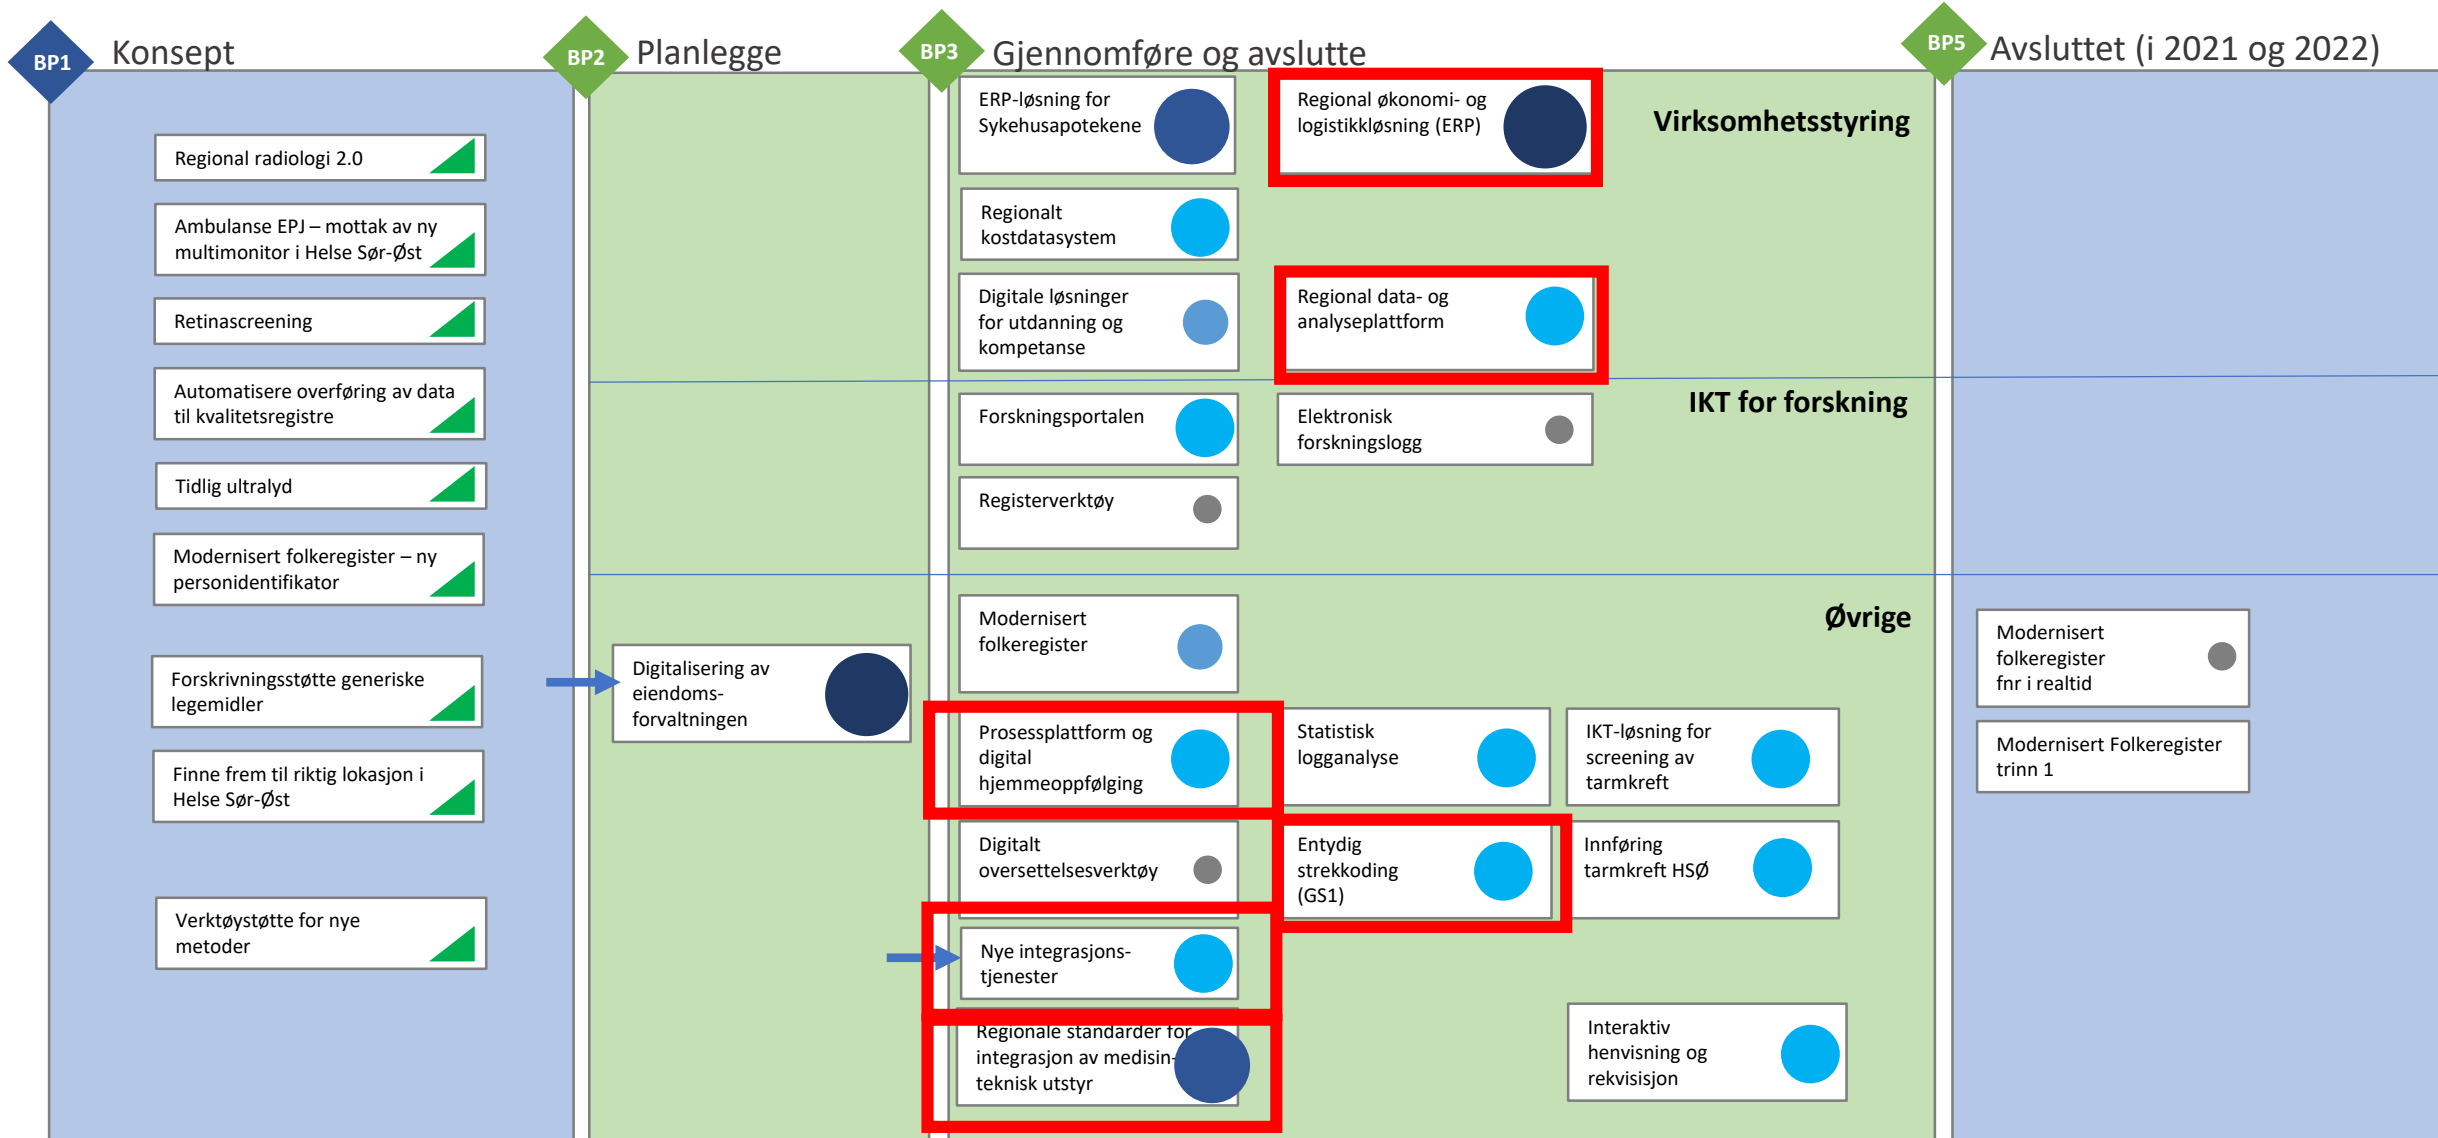 BP1
Konsept
BP2
Planlegge
BP3
Gjennomføre og avslutte
BP5
Avsluttet (i 2021 og 2022)
Regional radiologi 2.0
Ambulanse EPJ – mottak av ny
multimonitor i Helse Sør-Øst
Retinascreening
Automatisere overføring av data
til kvalitetsregistre
Tidlig ultralyd
Modernisert folkeregister – ny
personidentifikator
Forskrivningsstøtte generiske
legemidler
Finne frem til riktig lokasjon i
Helse Sør-Øst
Verktøystøtte for nye
metoder
Digitalisering av
eiendoms-
forvaltningen
Virksomhetsstyring
ERP-løsning for
Sykehusapotekene
Regional økonomi- og
logistikkløsning (ERP)
Regionalt
kostdatasystem
Digitale løsninger
for utdanning og
kompetanse
Regional data- og
analyseplattform
IKT for forskning
Forskningsportalen
Elektronisk
forskningslogg
Registerverktøy
Øvrige
Modernisert
folkeregister
Prosessplattform og
digital
hjemmeoppfølging
Statistisk
logganalyse
IKT-løsning for
screening av
tarmkreft
Digitalt
oversettelsesverktøy
Entydig
strekkoding
(GS1)
Innføring
tarmkreft HSØ
Nye integrasjons-
tjenester
Regionale standarder for
integrasjon av medisin-
teknisk utstyr
Interaktiv
henvisning og
rekvisisjon
Modernisert
folkeregister
fnr i realtid
Modernisert Folkeregister
trinn 1